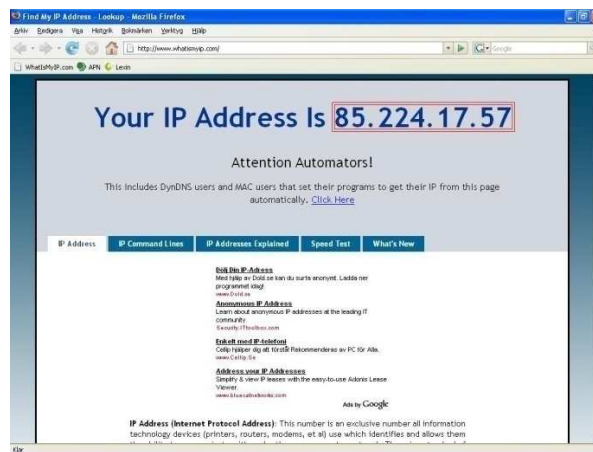 Find My IP Address - Lookup - Mozilla Firefox
Arkiv Redigera Visa Historik Bokmärken Verktyg Hjälp
http://www.whatismyip.com/
Google
WhatIsMyIP.com APN Lexin
Your IP Address Is 85.224.17.57
Attention Automators!
This Includes DynDNS users and MAC users that set their programs to get their IP from this page
automatically. Click Here
IP Address IP Command Lines IP Addresses Explained Speed Test What's New
Dölj Din IP-Adress
Med hjälp av Dold.se kan du surfa anonymt. Ladda ner
programmet idag!
www.Dold.se
Anonymous IP Address
Learn about anonymous IP addresses at the leading IT
community.
Security.ITtoolbox.com
Enkelt med IP-telefoni
Cellip hjälper dig att förstå! Rekommenderas av PC för Alla.
www.Cellip.Se
Address your IP Addresses
Simplify & view IP leases with the easy-to-use Adonis Lease
Viewer.
www.bluecatnetworks.com
Ads by Google
IP Address (Internet Protocol Address): This number is an exclusive number all information
technology devices (printers, routers, modems, et al) use which identifies and allows them
Klar